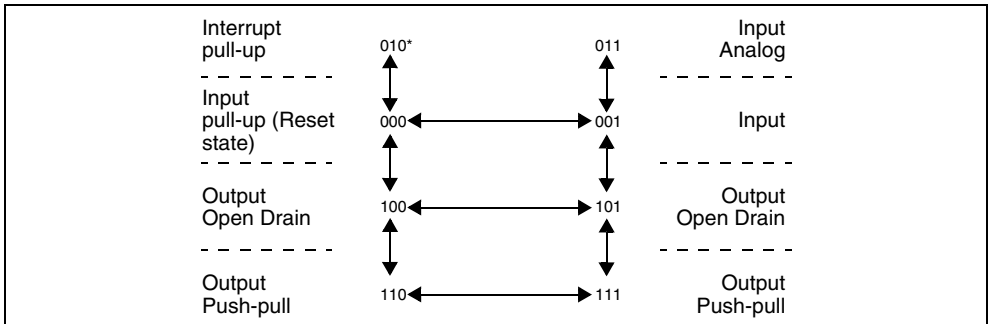 Interrupt
pull-up
010*
011
Input
Analog
Input
pull-up (Reset
state)
000
001
Input
Output
Open Drain
100
101
Output
Open Drain
Output
Push-pull
110
111
Output
Push-pull